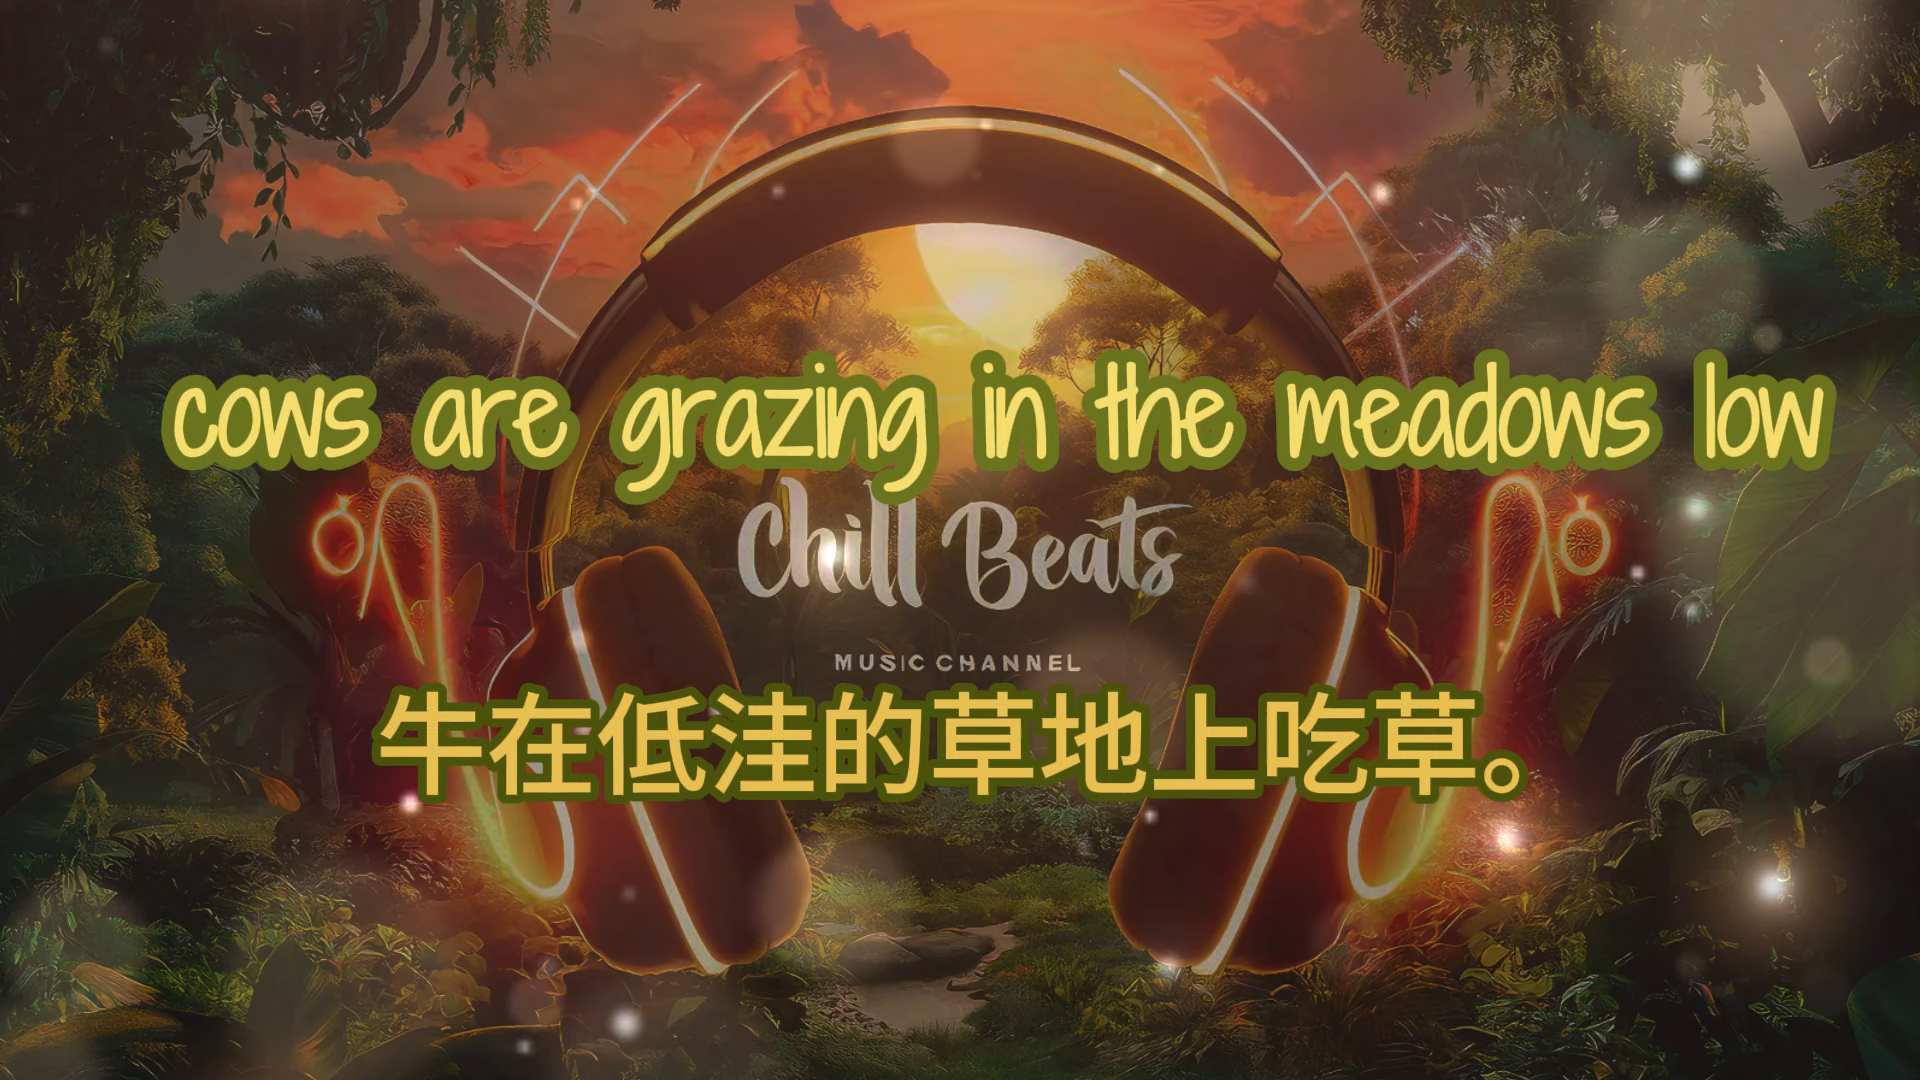 cows are grazing in the meadows low
Chill Beats
MUSIC CHANNEL
牛在低洼的草地上吃草。